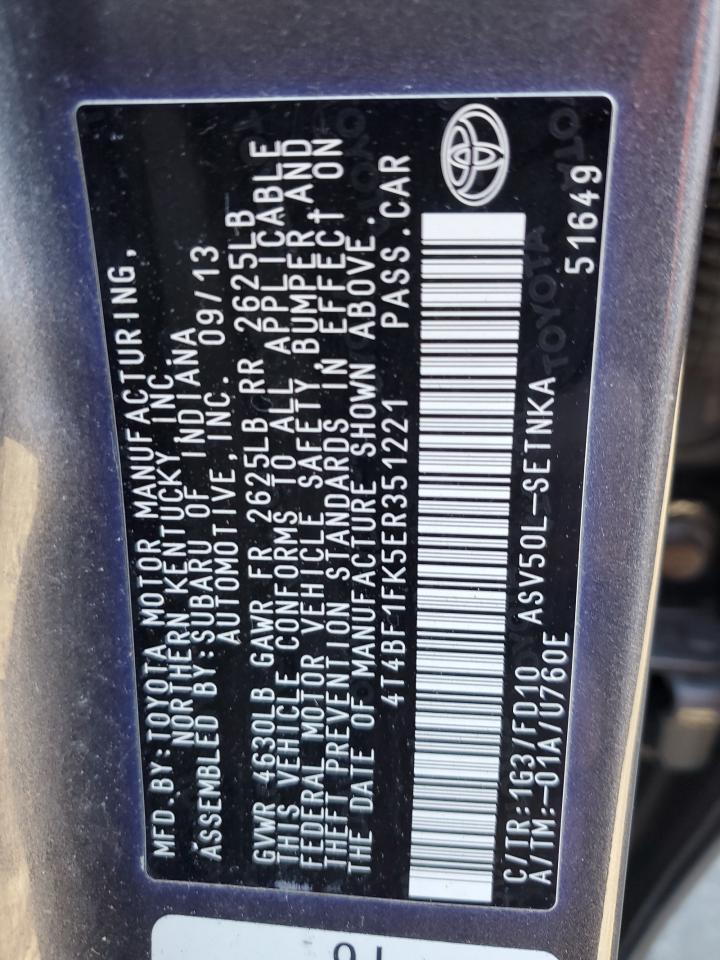 MFD.BY:TOYOTA MOTOR MANUFACTURING,
NORTHERN KENTUCKY INC.
ASSEMBLED BY:SUBARU OF INDIANA
AUTOMOTIVE,INC. 09/13
GVWR 4630LB GAWR FR 2625LB RR 2625LB
THIS VEHICLE CONFORMS TO ALL APPLICABLE
FEDERAL MOTOR VEHICLE SAFETY, BUMPER AND
THEFT PREVENTION STANDARDS IN EFFECT ON
THE DATE OF MANUFACTURE SHOWN ABOVE.
4T4BF1FK5ER351221 PASS.CAR
C/TR:1G3/FD10 ASV50L-SETNKA
A/TM:-01A/U760E 51649